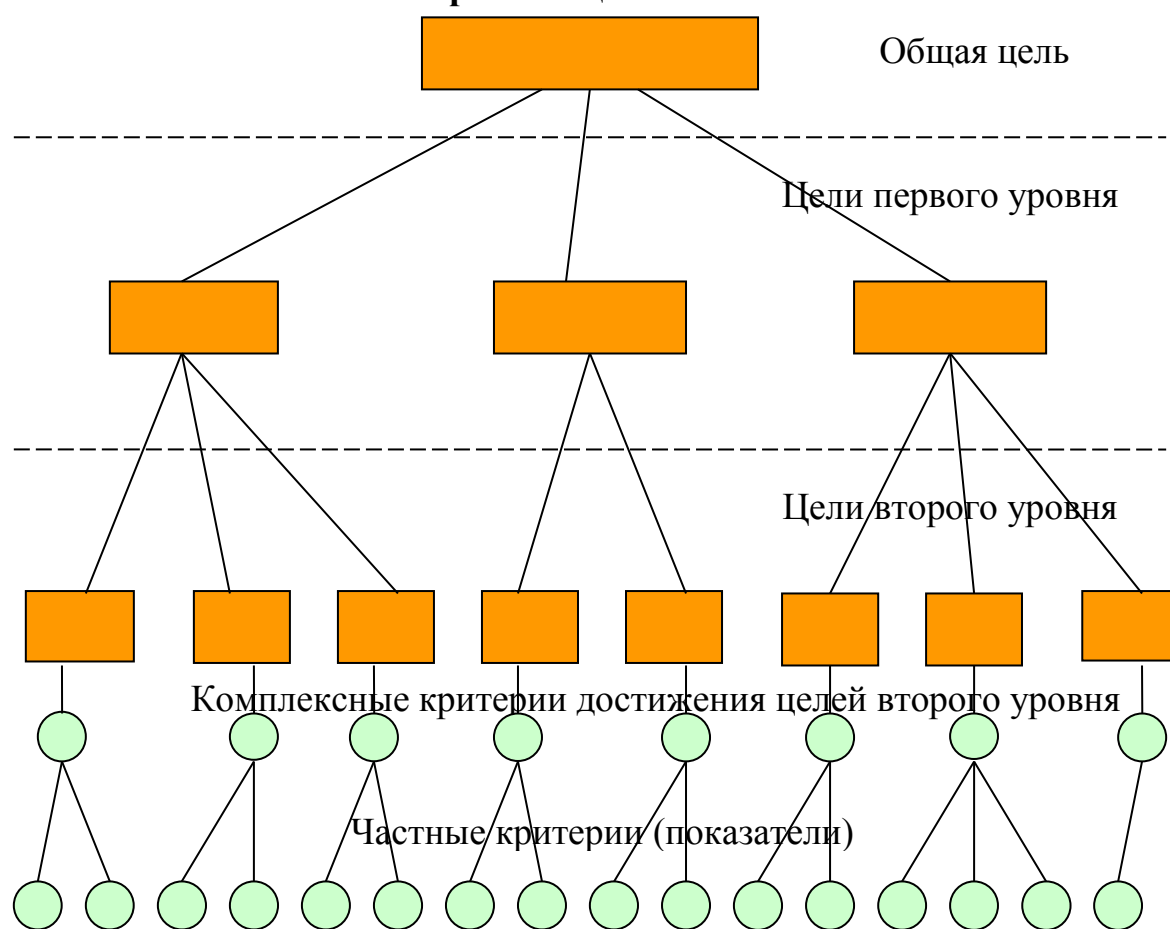 Общая цель
Цели первого уровня
Цели второго уровня
Комплексные критерии достижения целей второго уровня
Частные критерии (показатели)